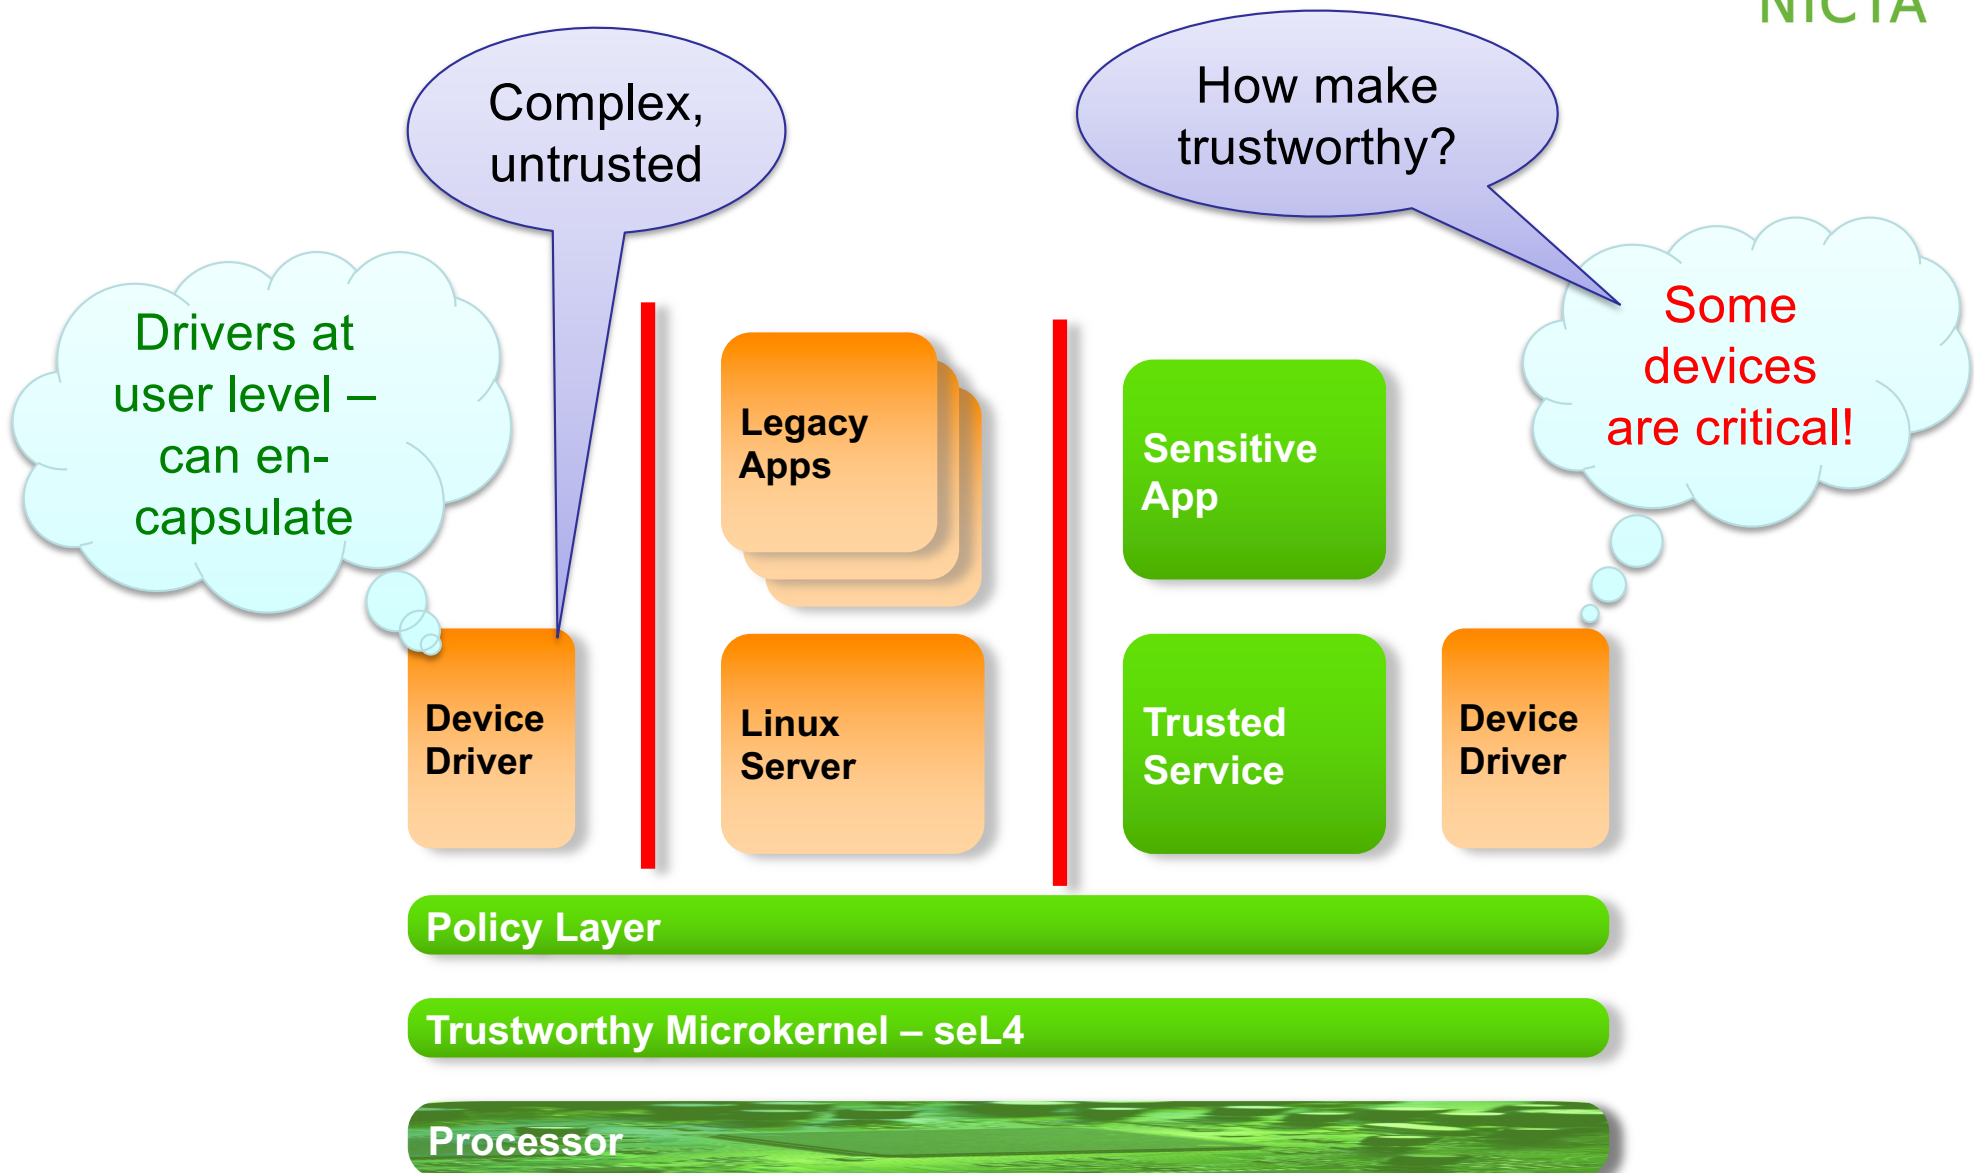 NICTA
Complex,
untrusted
How make
trustworthy?
Drivers at
user level –
can en-
capsulate
Some
devices
are critical!
Legacy
Apps
Sensitive
App
Device
Driver
Linux
Server
Trusted
Service
Device
Driver
Policy Layer
Trustworthy Microkernel – seL4
Processor